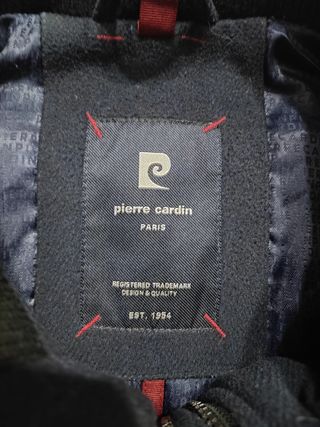 pierre cardin
PARIS
REGISTERED TRADEMARK
DESIGN & QUALITY
EST. 1954